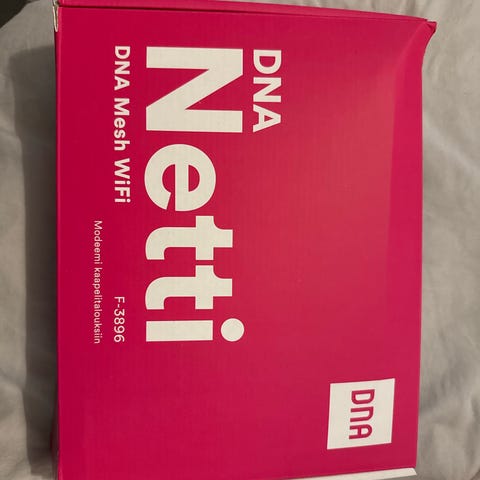 DNA
Netti
DNA Mesh WiFi
F-3896
Modeemi kaapelitalouksiin
DNA